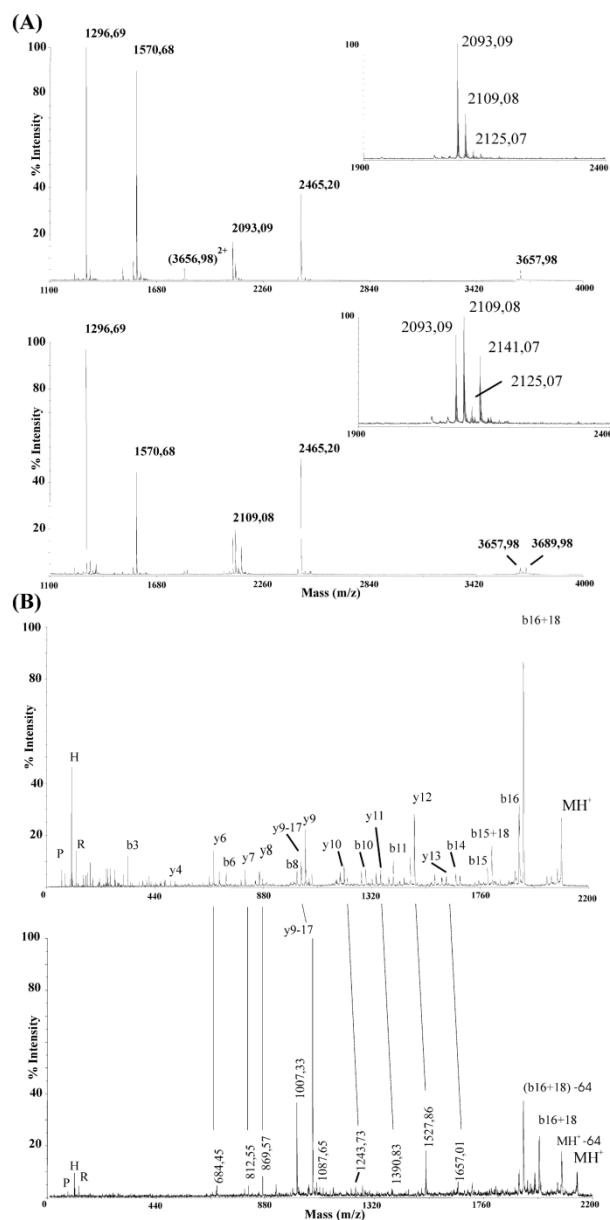 (A)
100
1296,69
1570,68
80
60
40
20
% Intensity
2465,20
2093,09
(3656,98)2+
3657,98
1100
1680
2260
2840
3420
4000
100
2093,09
2109,08
2125,07
1900
2400
100
1296,69
80
60
40
20
% Intensity
1570,68
2465,20
2109,08
3657,98
3689,98
1100
1680
2260
2840
3420
4000
Mass (m/z)
100
2093,09
2109,08
2141,07
2125,07
1900
2400
(B)
100
80
60
40
20
% Intensity
b16+18
H
P
R
b3
y4
y6
b6
y7
y8
y9-17
b8
y9
y10
b10
y11
b11
y12
y13
b14
b15
b15+18
b16
MH+
0
440
880
1320
1760
2200
100
80
60
40
20
% Intensity
y9-17
H
P
R
684,45
812,55
869,57
1007,33
1087,65
1243,73
1390,83
1527,86
1657,01
(b16+18) -64
b16+18
MH+ -64
MH+
0
440
880
1320
1760
2200
Mass (m/z)